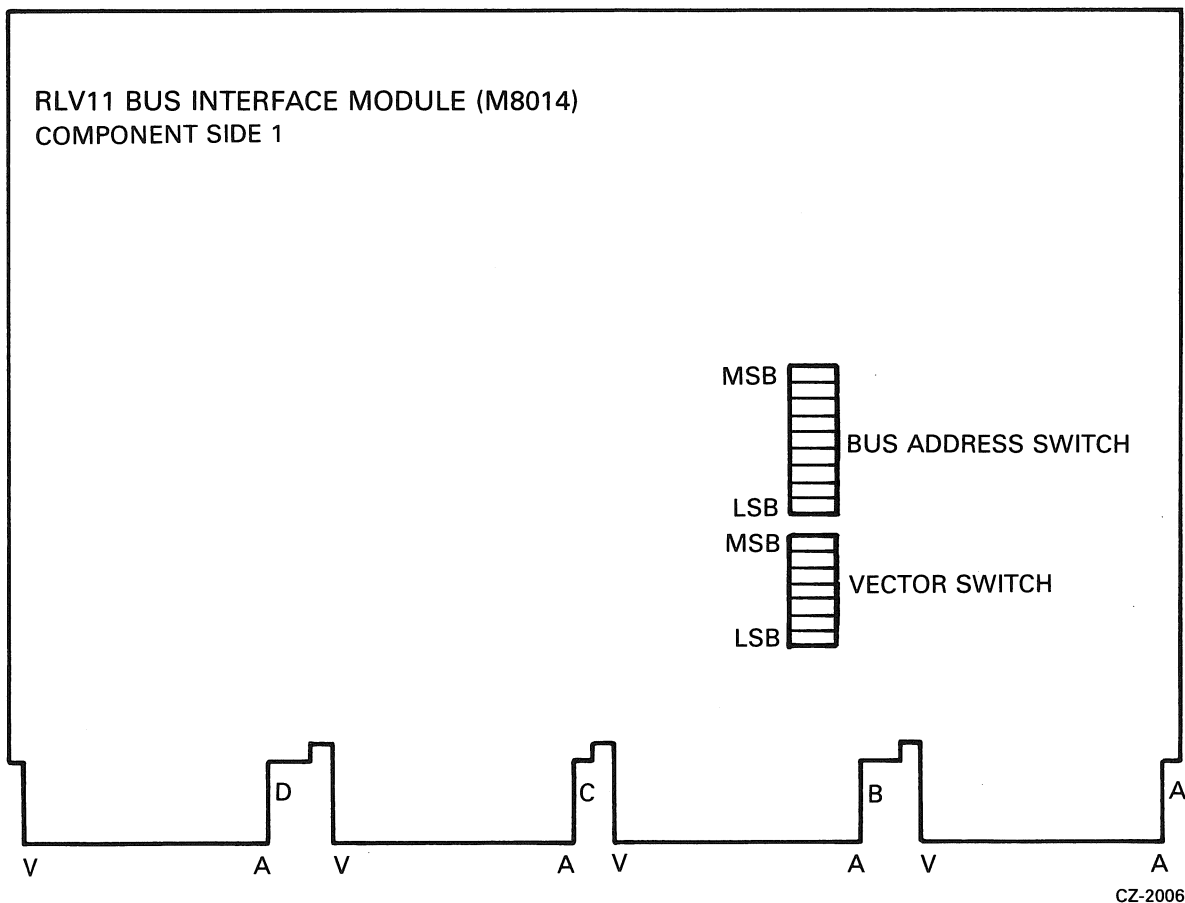 RLV11 BUS INTERFACE MODULE (M8014)
COMPONENT SIDE 1
MSB
BUS ADDRESS SWITCH
LSB
MSB
VECTOR SWITCH
LSB
D C B A
V A V A V A V A
CZ-2006